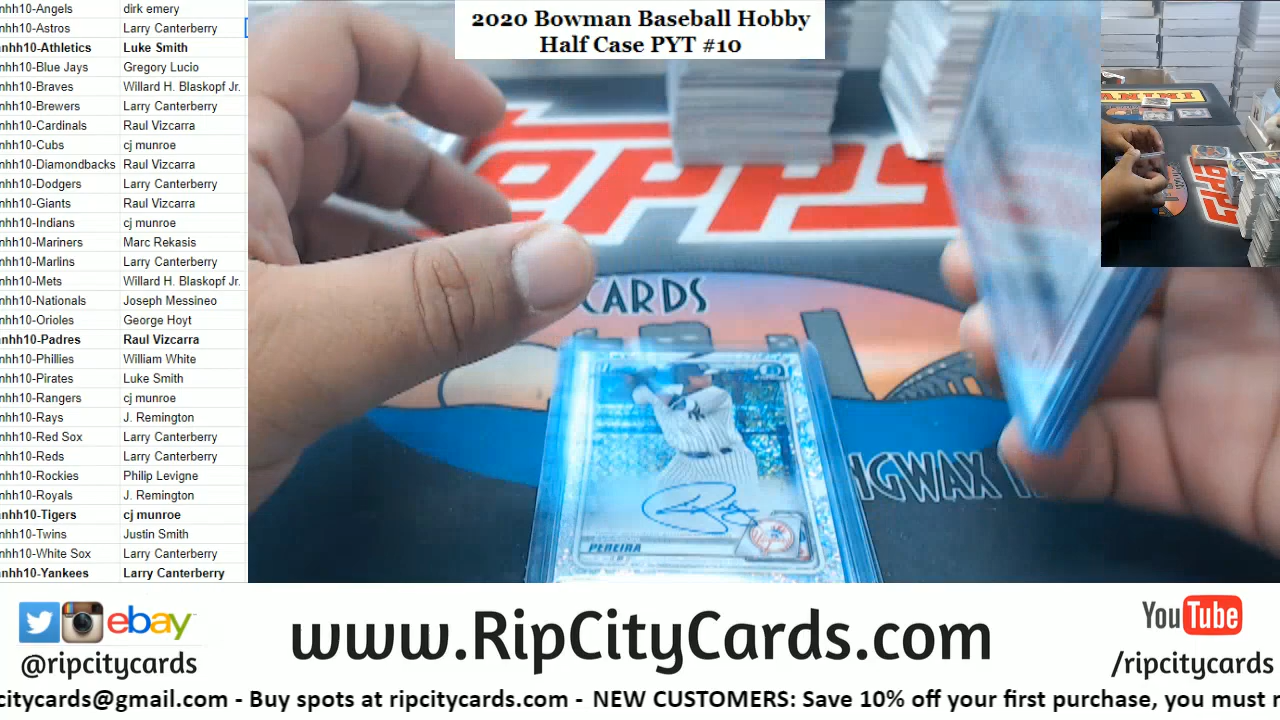 nhh10-Angels dirk emery
nhh10-Astros Larry Canterberry
anhh10-Athletics Luke Smith
nhh10-Blue Jays Gregory Lucio
nhh10-Braves Willard H. Blaskopf Jr.
nhh10-Brewers Larry Canterberry
nhh10-Cardinals Raul Vizcarra
nhh10-Cubs cj munroe
nhh10-Diamondbacks Raul Vizcarra
nhh10-Dodgers Larry Canterberry
nhh10-Giants Raul Vizcarra
nhh10-Indians cj munroe
nhh10-Mariners Marc Rekasis
nhh10-Marlins Larry Canterberry
nhh10-Mets Willard H. Blaskopf Jr.
nhh10-Nationals Joseph Messineo
nhh10-Orioles George Hoyt
anhh10-Padres Raul Vizcarra
nhh10-Phillies William White
nhh10-Pirates Luke Smith
nhh10-Rangers cj munroe
nhh10-Rays J. Remington
nhh10-Red Sox Larry Canterberry
nhh10-Reds Larry Canterberry
nhh10-Rockies Philip Levigne
nhh10-Royals J. Remington
anhh10-Tigers cj munroe
nhh10-Twins Justin Smith
nhh10-White Sox Larry Canterberry
anhh10-Yankees Larry Canterberry
2020 Bowman Baseball Hobby
Half Case PYT #10
CARDS
PEREIRA
ebay
@ripcitycards
www.RipCityCards.com
YouTube
/ripcitycards
citycards@gmail.com - Buy spots at ripcitycards.com - NEW CUSTOMERS: Save 10% off your first purchase, you must